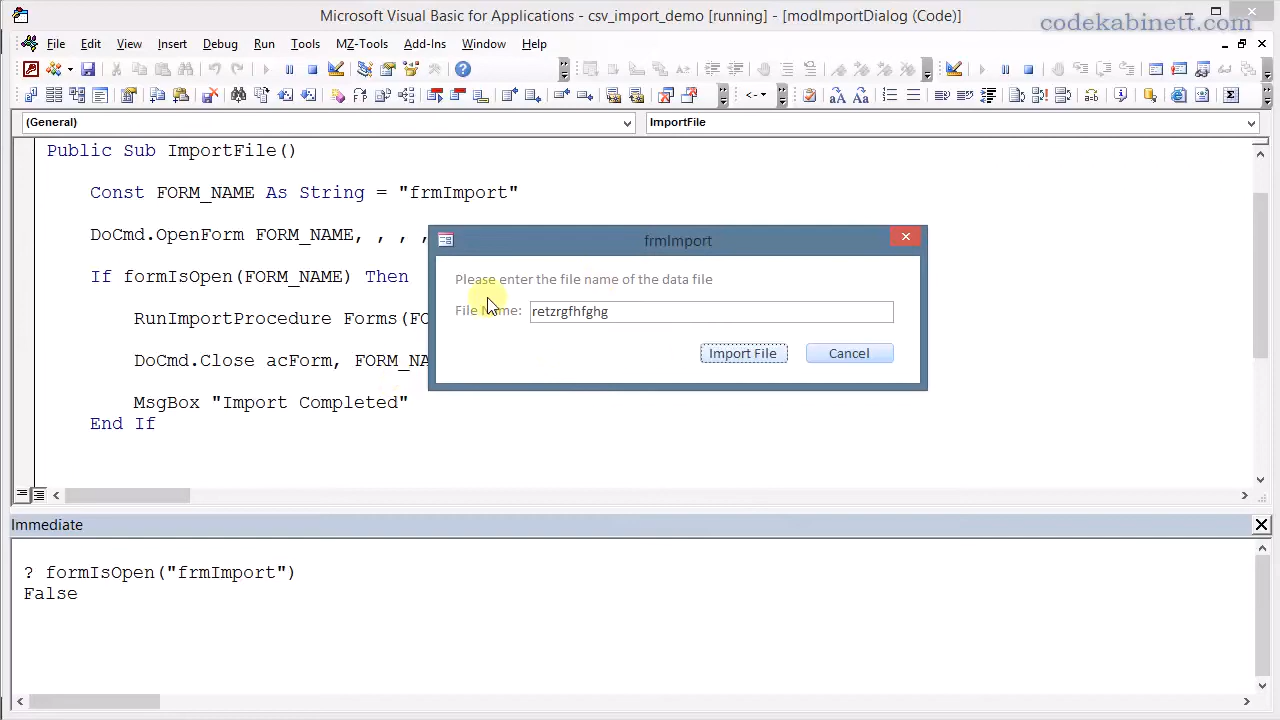 Microsoft Visual Basic for Applications - csv_import_demo [running] - [modImportDialog (Code)]
codekabinett.com
File Edit View Insert Debug Run Tools MZ-Tools Add-Ins Window Help
(General) ImportFile
Public Sub ImportFile()
Const FORM_NAME As String = "frmImport"
DoCmd.OpenForm FORM_NAME, , , ,
If formIsOpen(FORM_NAME) Then
RunImportProcedure Forms(FO
DoCmd.Close acForm, FORM_NA
MsgBox "Import Completed"
End If
frmImport
Please enter the file name of the data file
File Name: retzrgfhfghg
Import File Cancel
Immediate
? formIsOpen("frmImport")
False